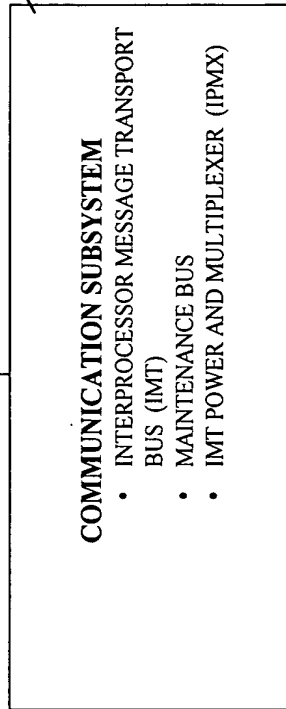 COMMUNICATION SUBSYSTEM
• INTERPROCESSOR MESSAGE TRANSPORT
BUS (IMT)
• MAINTENANCE BUS
• IMT POWER AND MULTIPLEXER (IPMX)